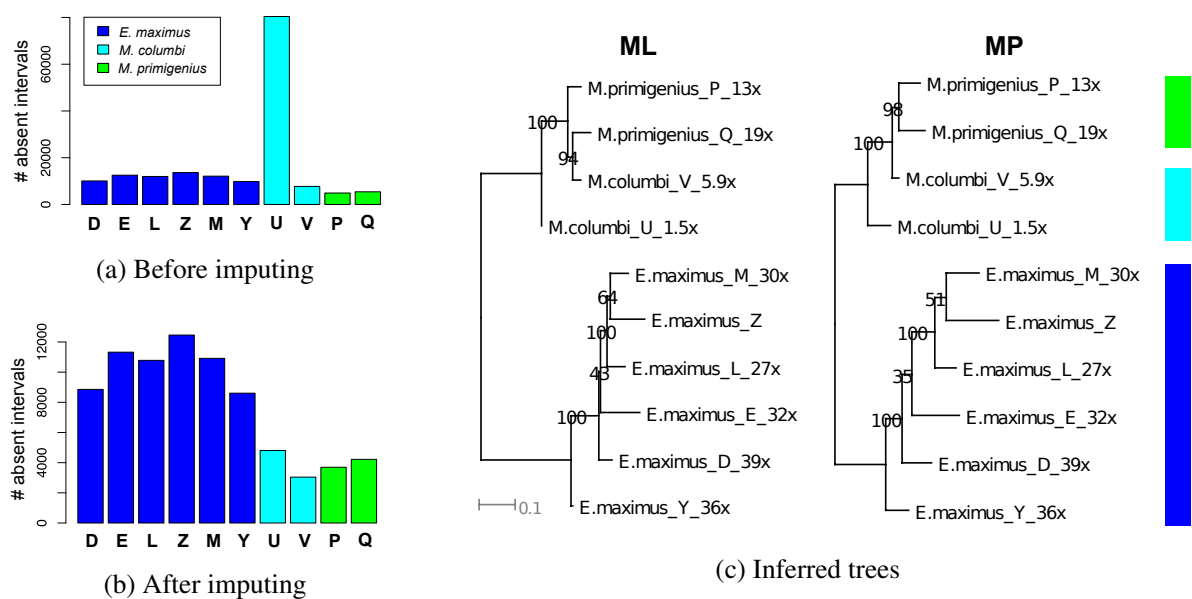 # absent intervals
0
20000
60000
E. maximus
M. columbi
M. primigenius
D E L Z M Y U V P Q
(a) Before imputing
# absent intervals
0
4000
8000
12000
D E L Z M Y U V P Q
(b) After imputing
ML
M.primigenius_P_13x
100
M.primigenius_Q_19x
94
M.columbi_V_5.9x
M.columbi_U_1.5x
E.maximus_M_30x
64
E.maximus_Z
100
E.maximus_L_27x
43
E.maximus_E_32x
100
E.maximus_D_39x
E.maximus_Y_36x
0.1
MP
M.primigenius_P_13x
98
M.primigenius_Q_19x
100
M.columbi_V_5.9x
M.columbi_U_1.5x
E.maximus_M_30x
51
E.maximus_Z
100
E.maximus_L_27x
35
E.maximus_E_32x
100
E.maximus_D_39x
E.maximus_Y_36x
(c) Inferred trees